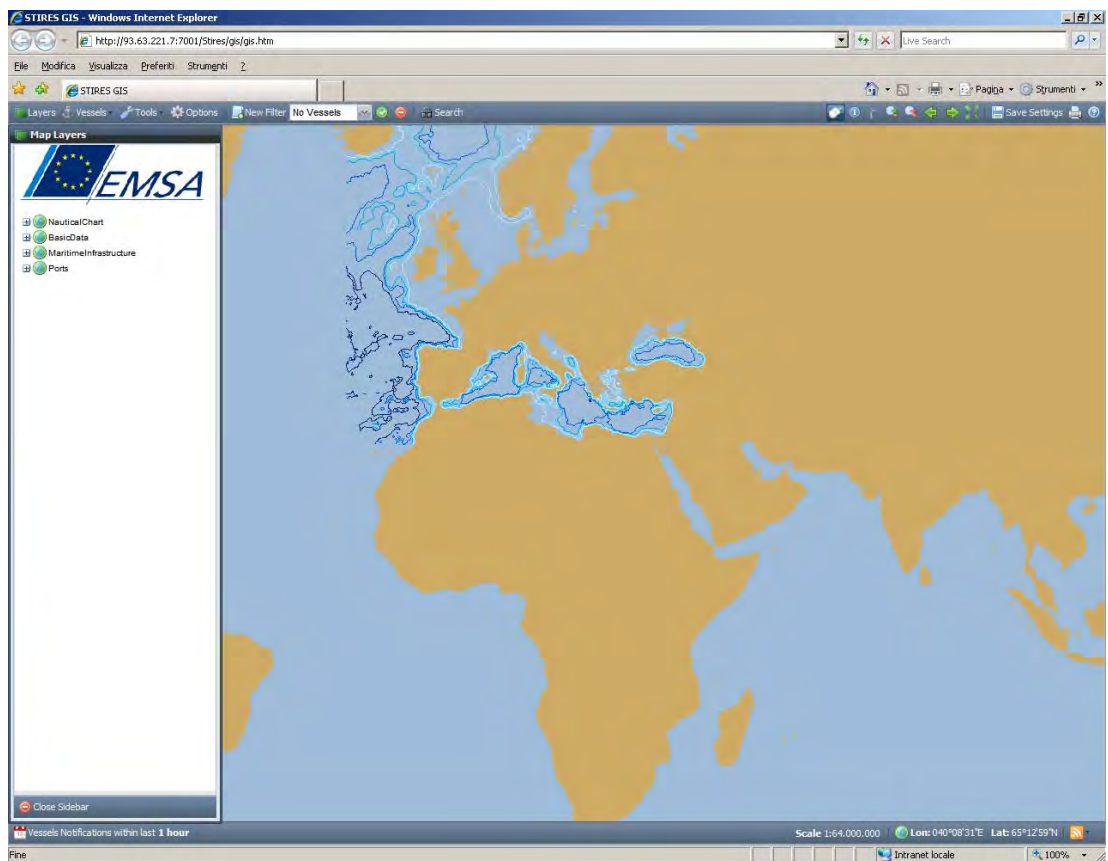 STIRES GIS - Windows Internet Explorer
http://93.63.221.7:7001/Stires/gis/gis.htm
Live Search
File Modifica Visualizza Preferiti Strumenti ?
STIRES GIS
Pagina Strumenti
Layers Vessels Tools Options New Filter No Vessels Search
Save Settings
Map Layers
EMSA
NauticalChart
BasicData
MaritimeInfrastructure
Ports
Close Sidebar
Vessels Notifications within last 1 hour
Scale 1:64.000.000 Lon: 040°08'31"E Lat: 65°12'59"N
Fine
Intranet locale
100%